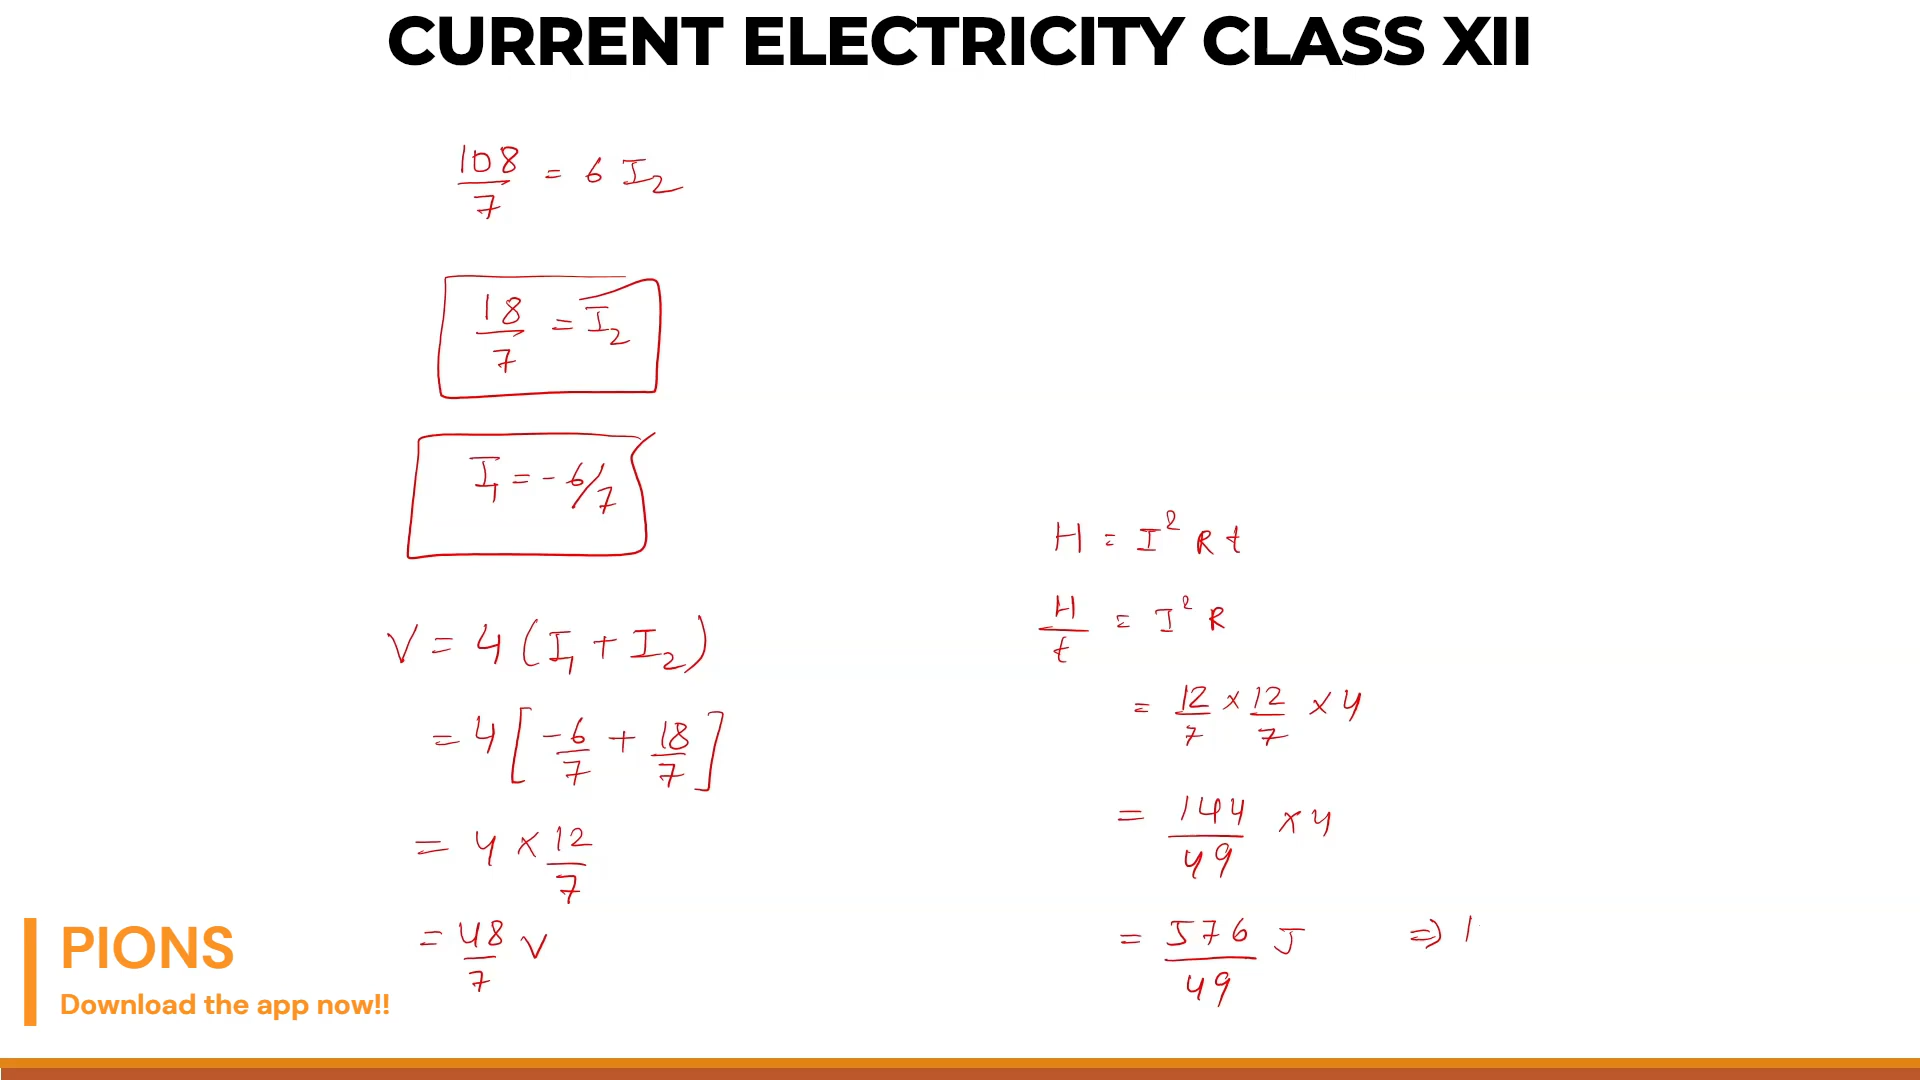 CURRENT ELECTRICITY CLASS XII
108/7 = 6 I₂
18/7 = I₂
I₁ = -6/7
V = 4 (I₁ + I₂)
= 4 [-6/7 + 18/7]
= 4 × 12/7
= 48/7 V
H = I² R t
H/t = I² R
= 12/7 × 12/7 × 4
= 144/49 × 4
= 576/49 J ⇒ 1
PIONS
Download the app now!!